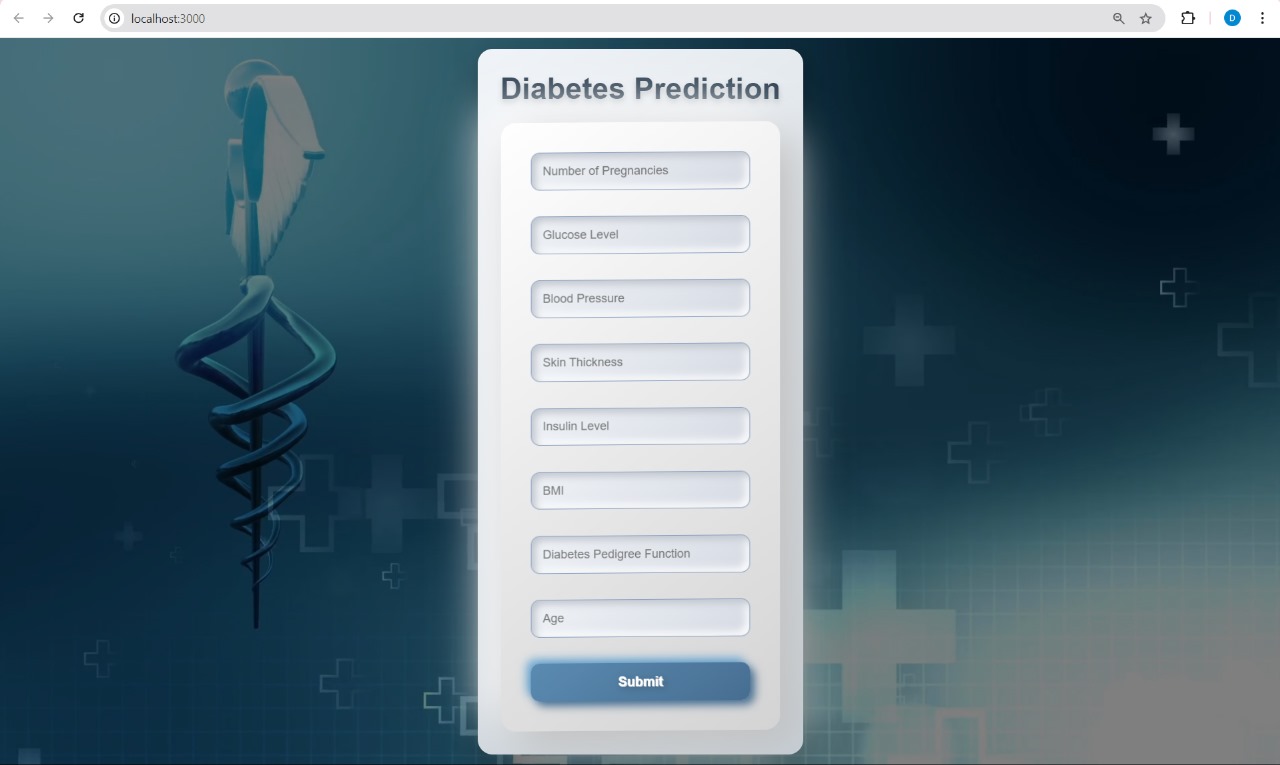 localhost:3000
D
Diabetes Prediction
Number of Pregnancies
Glucose Level
Blood Pressure
Skin Thickness
Insulin Level
BMI
Diabetes Pedigree Function
Age
Submit